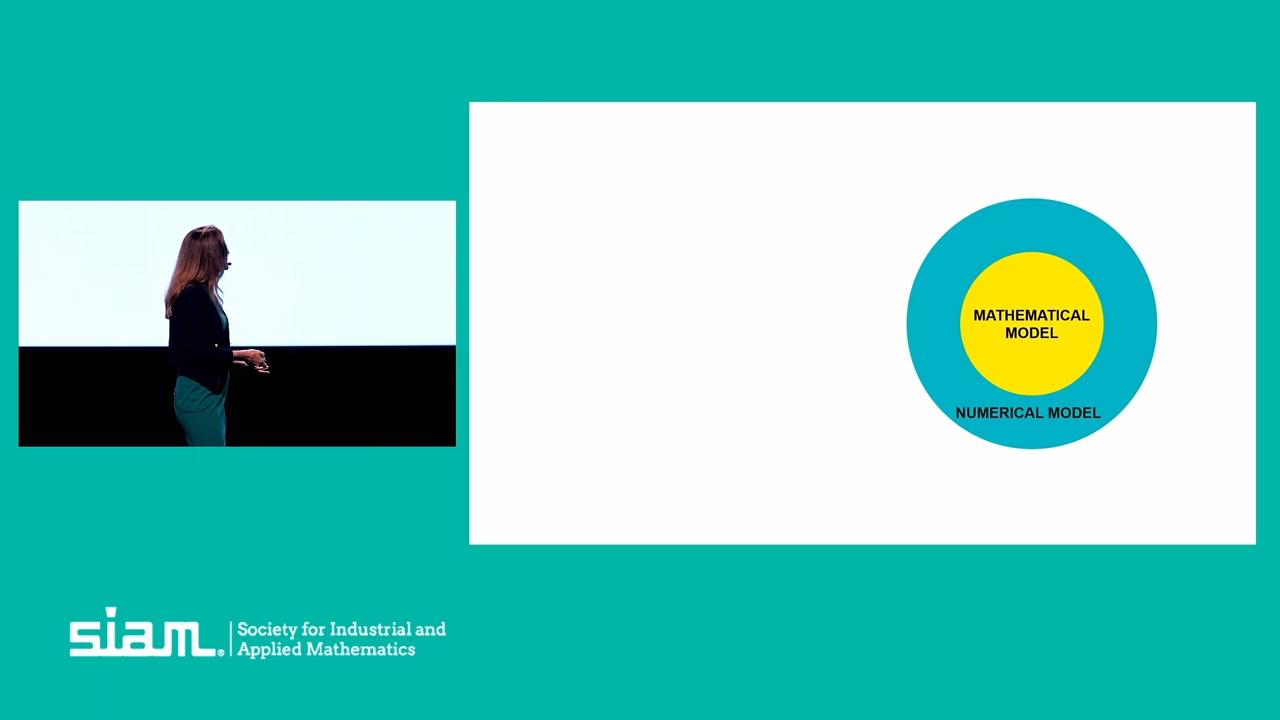 MATHEMATICAL
MODEL
NUMERICAL MODEL
siam.®
Society for Industrial and
Applied Mathematics